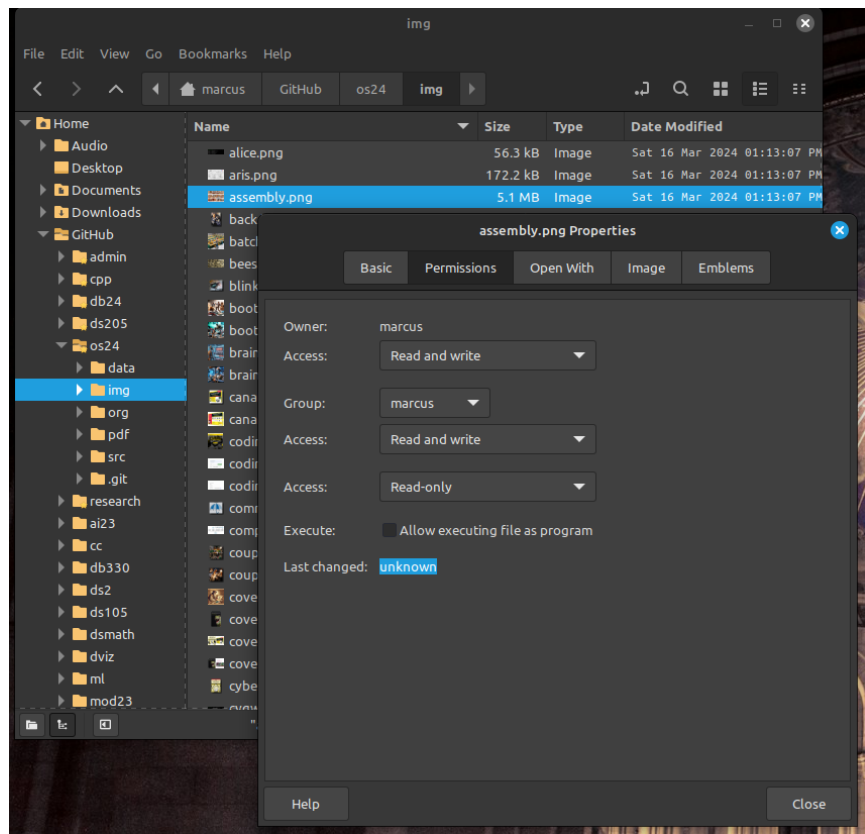 img
File Edit View Go Bookmarks Help
marcus GitHub os24 img
Home
Audio
Desktop
Documents
Downloads
GitHub
admin
cpp
db24
ds205
os24
data
img
org
pdf
src
.git
research
ai23
cc
db330
ds2
ds105
dsmath
dviz
ml
mod23
Name Size Type Date Modified
alice.png 56.3 kB Image Sat 16 Mar 2024 01:13:07 PM
aris.png 172.2 kB Image Sat 16 Mar 2024 01:13:07 PM
assembly.png 5.1 MB Image Sat 16 Mar 2024 01:13:07 PM
back
batc
bees
blink
boot
boot
brair
brair
cana
cana
codir
codir
codir
com
comp
coup
coup
cove
cove
cove
cove
cybe
assembly.png Properties
Basic Permissions Open With Image Emblems
Owner: marcus
Access: Read and write
Group: marcus
Access: Read and write
Access: Read-only
Execute: Allow executing file as program
Last changed: unknown
Help Close